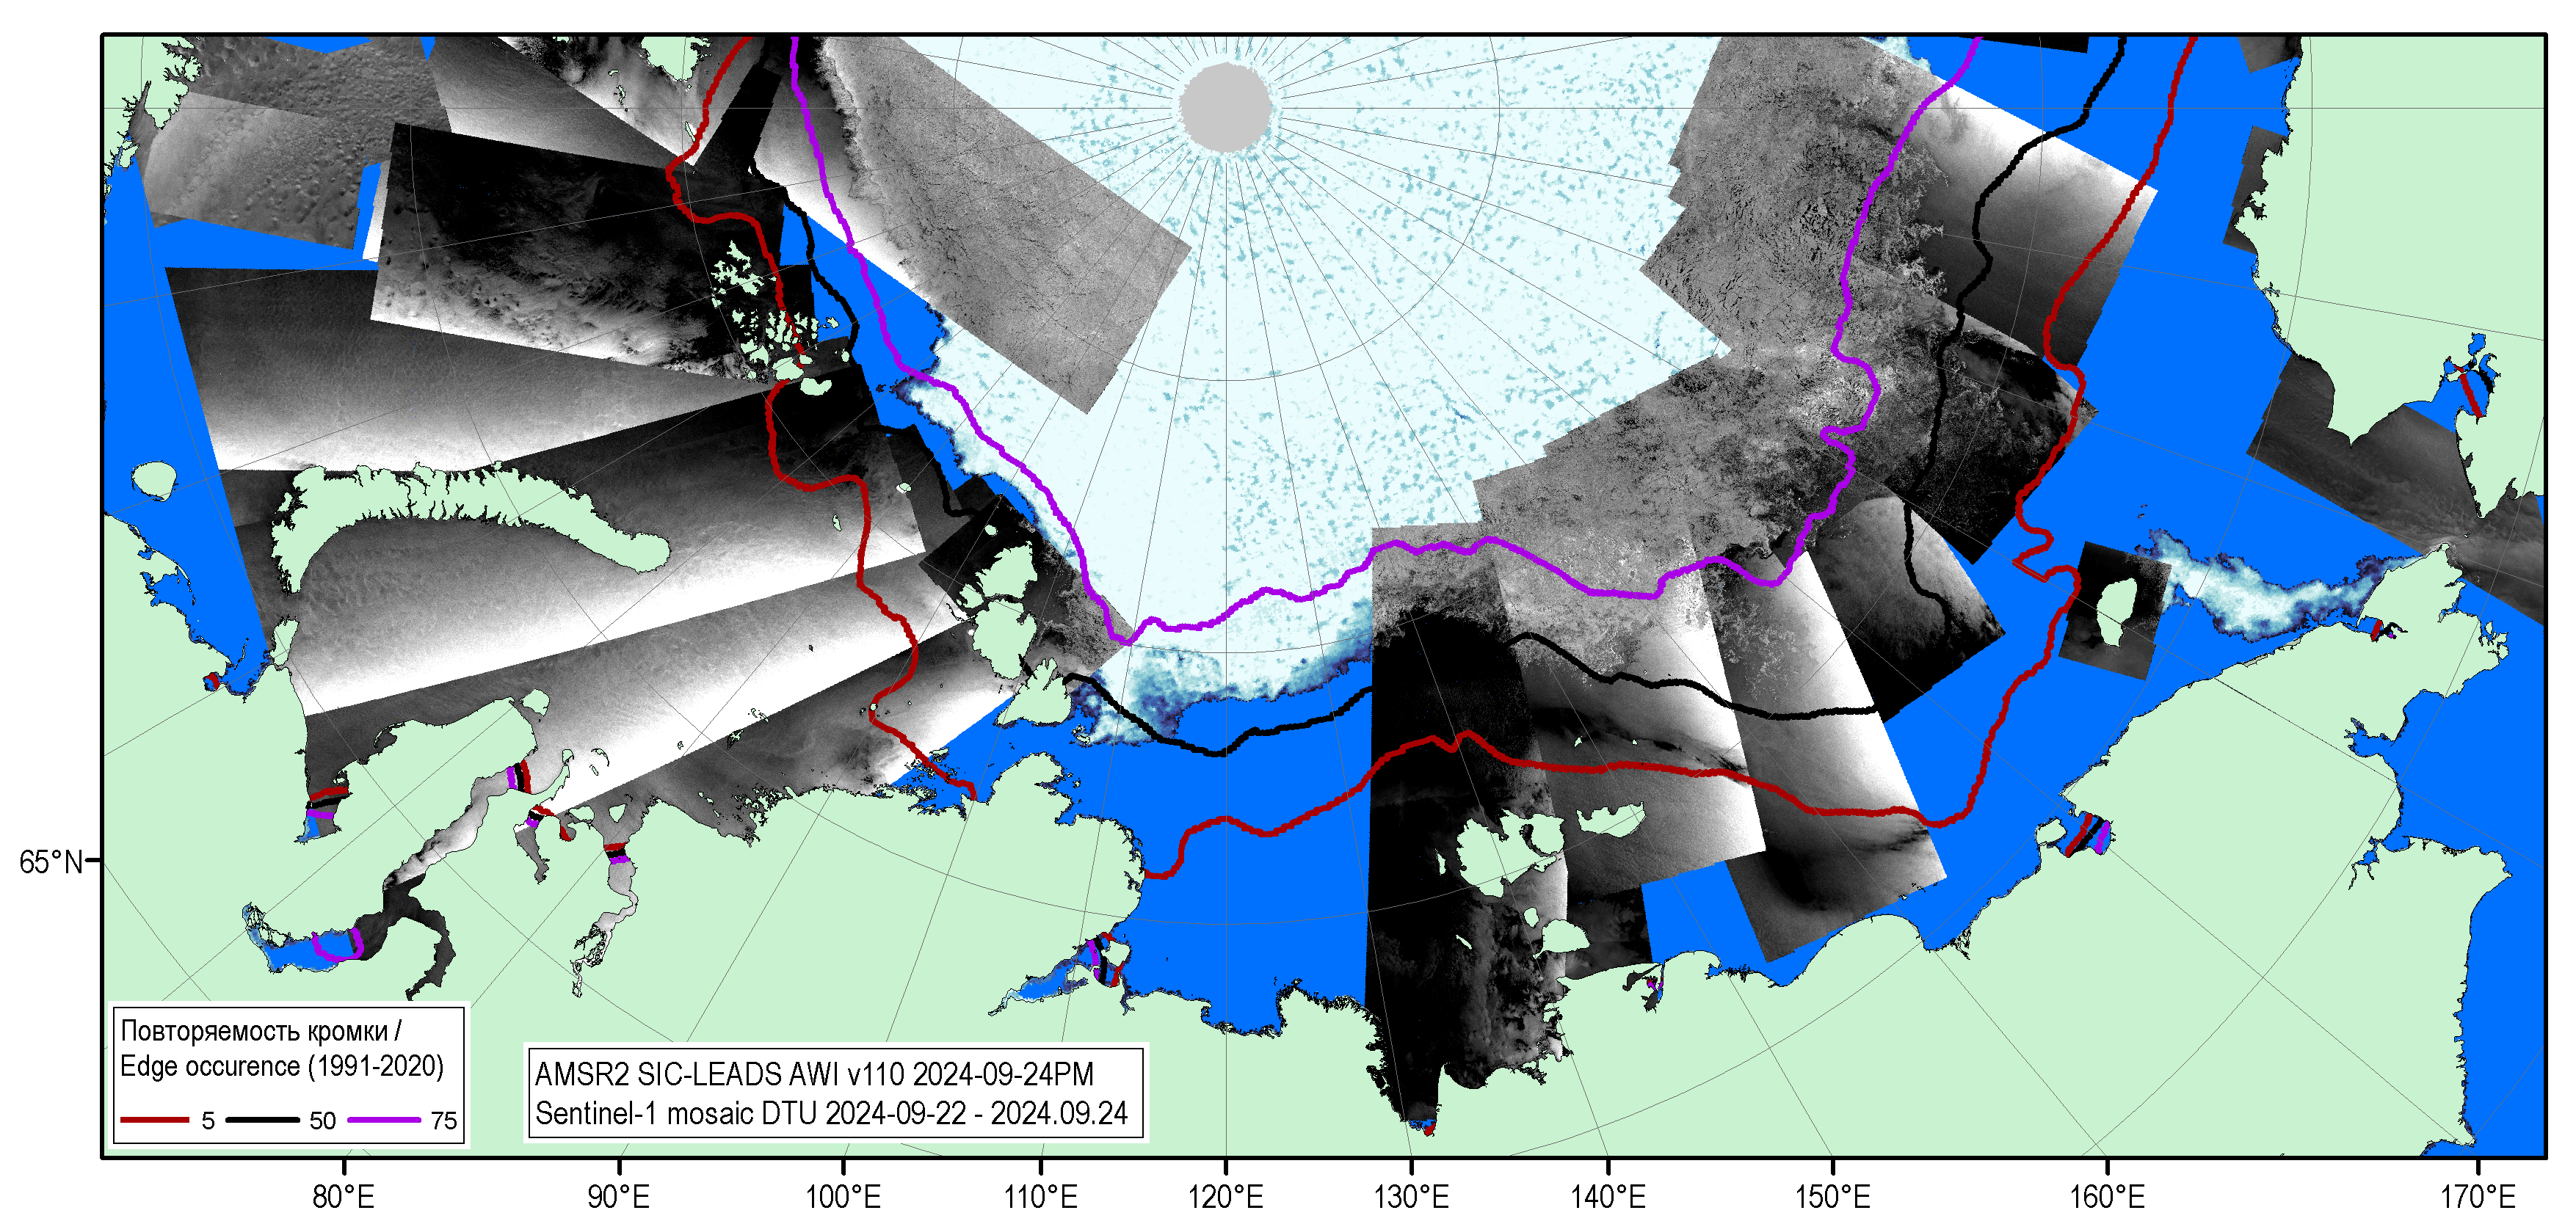 65°N
Повторяемость кромки /
Edge occurence (1991-2020)
5 50 75
AMSR2 SIC-LEADS AWI v110 2024-09-24PM
Sentinel-1 mosaic DTU 2024-09-22 - 2024.09.24
80°E 90°E 100°E 110°E 120°E 130°E 140°E 150°E 160°E 170°E